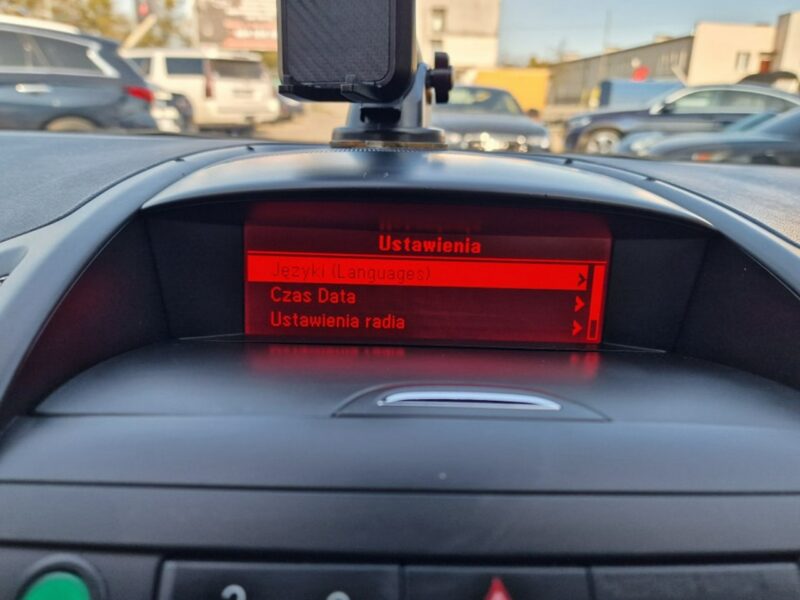 Ustawienia
Języki (Languages)
Czas Data
Ustawienia radia